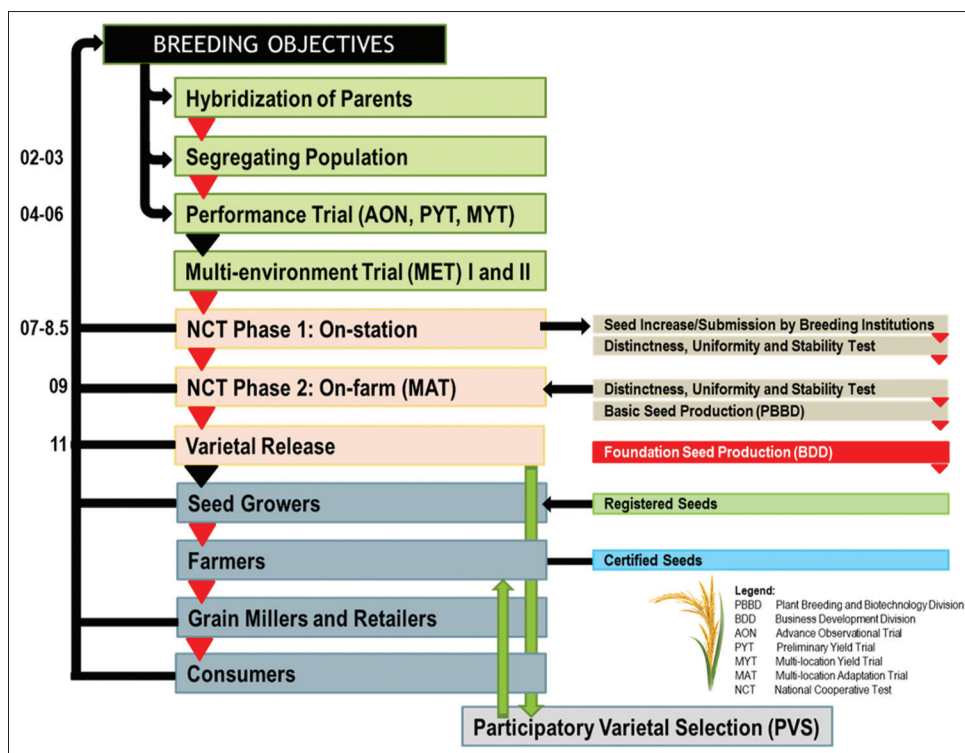 BREEDING OBJECTIVES
Hybridization of Parents
02-03
Segregating Population
04-06
Performance Trial (AON, PYT, MYT)
Multi-environment Trial (MET) I and II
07-8.5
NCT Phase 1: On-station
Seed Increase/Submission by Breeding Institutions
Distinctness, Uniformity and Stability Test
09
NCT Phase 2: On-farm (MAT)
Distinctness, Uniformity and Stability Test
Basic Seed Production (PBBD)
11
Varietal Release
Foundation Seed Production (BDD)
Seed Growers
Registered Seeds
Farmers
Certified Seeds
Grain Millers and Retailers
Consumers
Legend:
PBBD Plant Breeding and Biotechnology Division
BDD Business Development Division
AON Advance Observational Trial
PYT Preliminary Yield Trial
MYT Multi-location Yield Trial
MAT Multi-location Adaptation Trial
NCT National Cooperative Test
Participatory Varietal Selection (PVS)